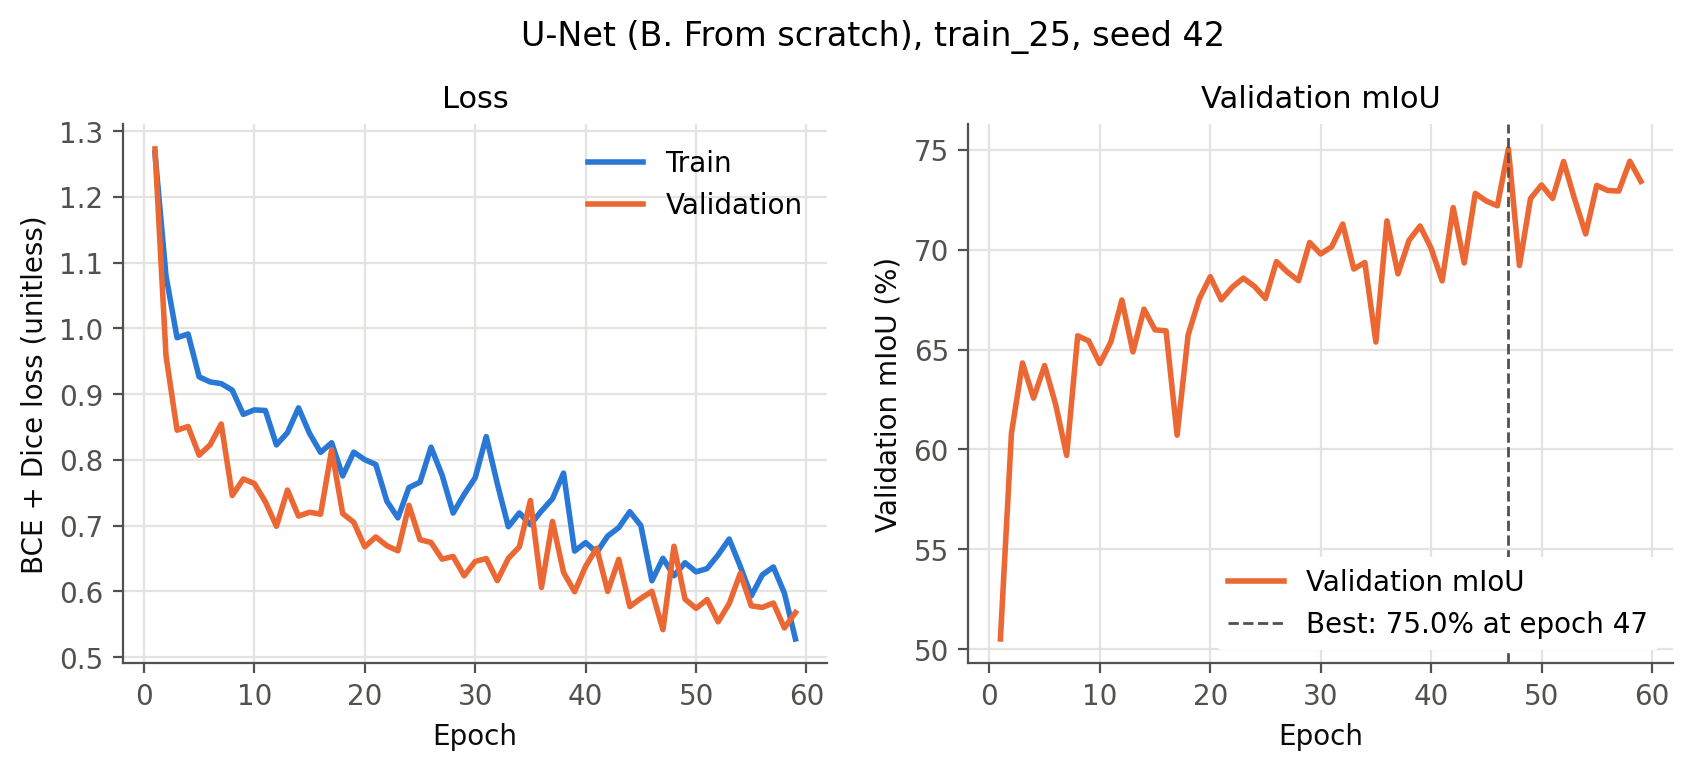 U-Net (B. From scratch), train_25, seed 42
Loss
BCE + Dice loss (unitless)
1.3
1.2
1.1
1.0
0.9
0.8
0.7
0.6
0.5
Train
Validation
0 10 20 30 40 50 60
Epoch
Validation mIoU
Validation mIoU (%)
75
70
65
60
55
50
Validation mIoU
Best: 75.0% at epoch 47
0 10 20 30 40 50 60
Epoch